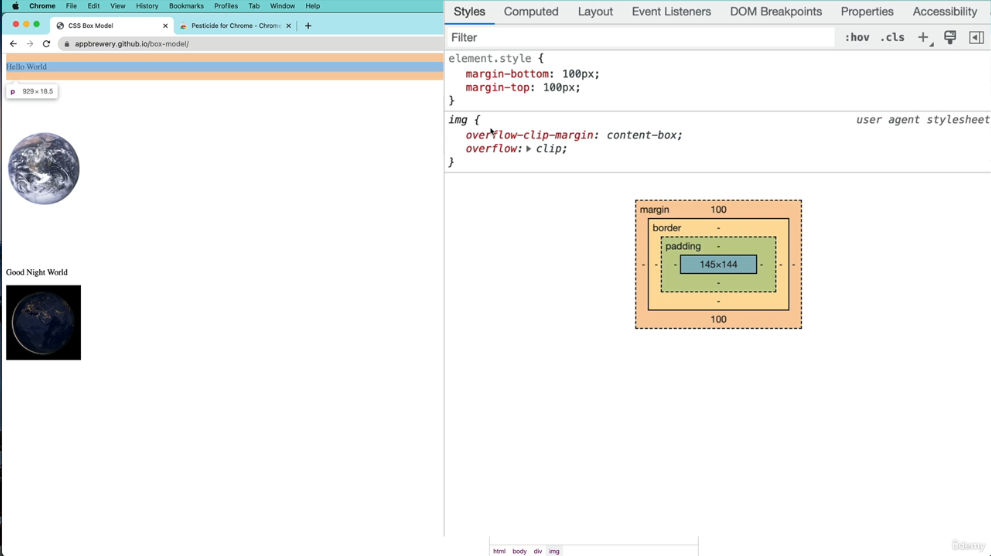 Chrome File Edit View History Bookmarks Profiles Tab Window Help
CSS Box Model
Pesticide for Chrome - Chrom
appbrewery.github.io/box-model/
Hello World
p 929 × 18.5
Good Night World
Styles Computed Layout Event Listeners DOM Breakpoints Properties Accessibility
Filter :hov .cls
element.style {
margin-bottom: 100px;
margin-top: 100px;
}
img { user agent stylesheet
overflow-clip-margin: content-box;
overflow: clip;
}
margin 100
border -
padding -
- - - 145×144 - - -
-
-
100
html body div img
ûdemy